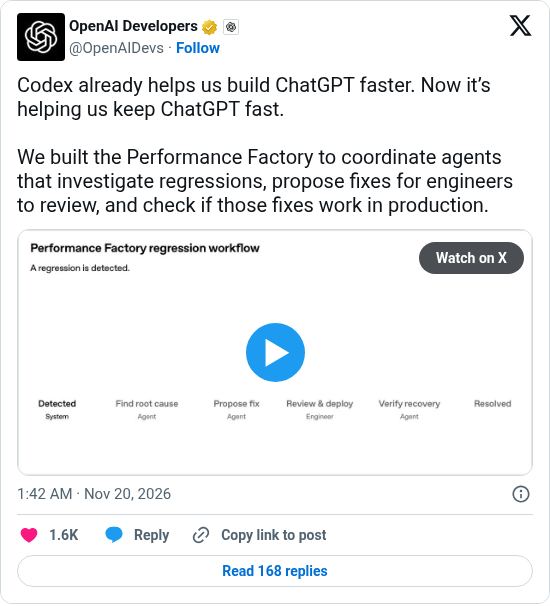 OpenAI Developers
@OpenAIDevs · Follow
Codex already helps us build ChatGPT faster. Now it’s
helping us keep ChatGPT fast.
We built the Performance Factory to coordinate agents
that investigate regressions, propose fixes for engineers
to review, and check if those fixes work in production.
Performance Factory regression workflow
A regression is detected.
Watch on X
Detected Find root cause Propose fix Review & deploy Verify recovery Resolved
System Agent Agent Engineer Agent
1:42 AM · Nov 20, 2026
1.6K Reply Copy link to post
Read 168 replies